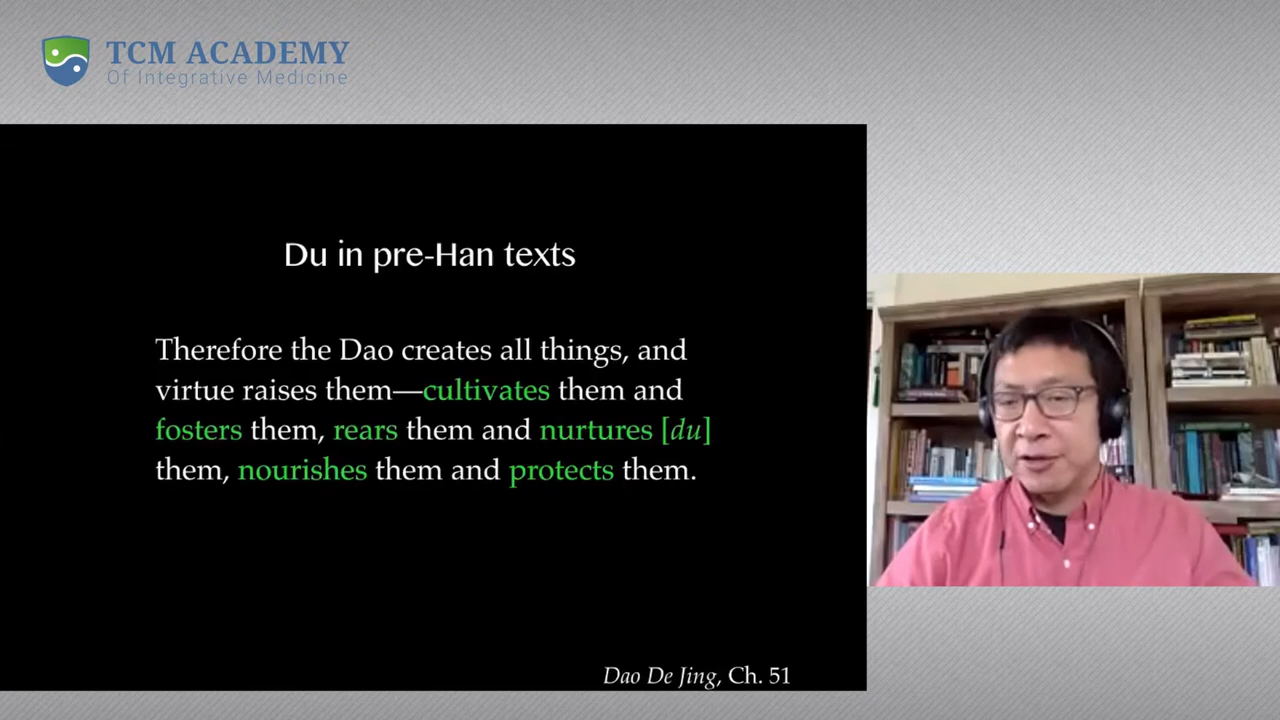 TCM ACADEMY
Of Integrative Medicine
Du in pre-Han texts
Therefore the Dao creates all things, and
virtue raises them—cultivates them and
fosters them, rears them and nurtures [du]
them, nourishes them and protects them.
Dao De Jing, Ch. 51